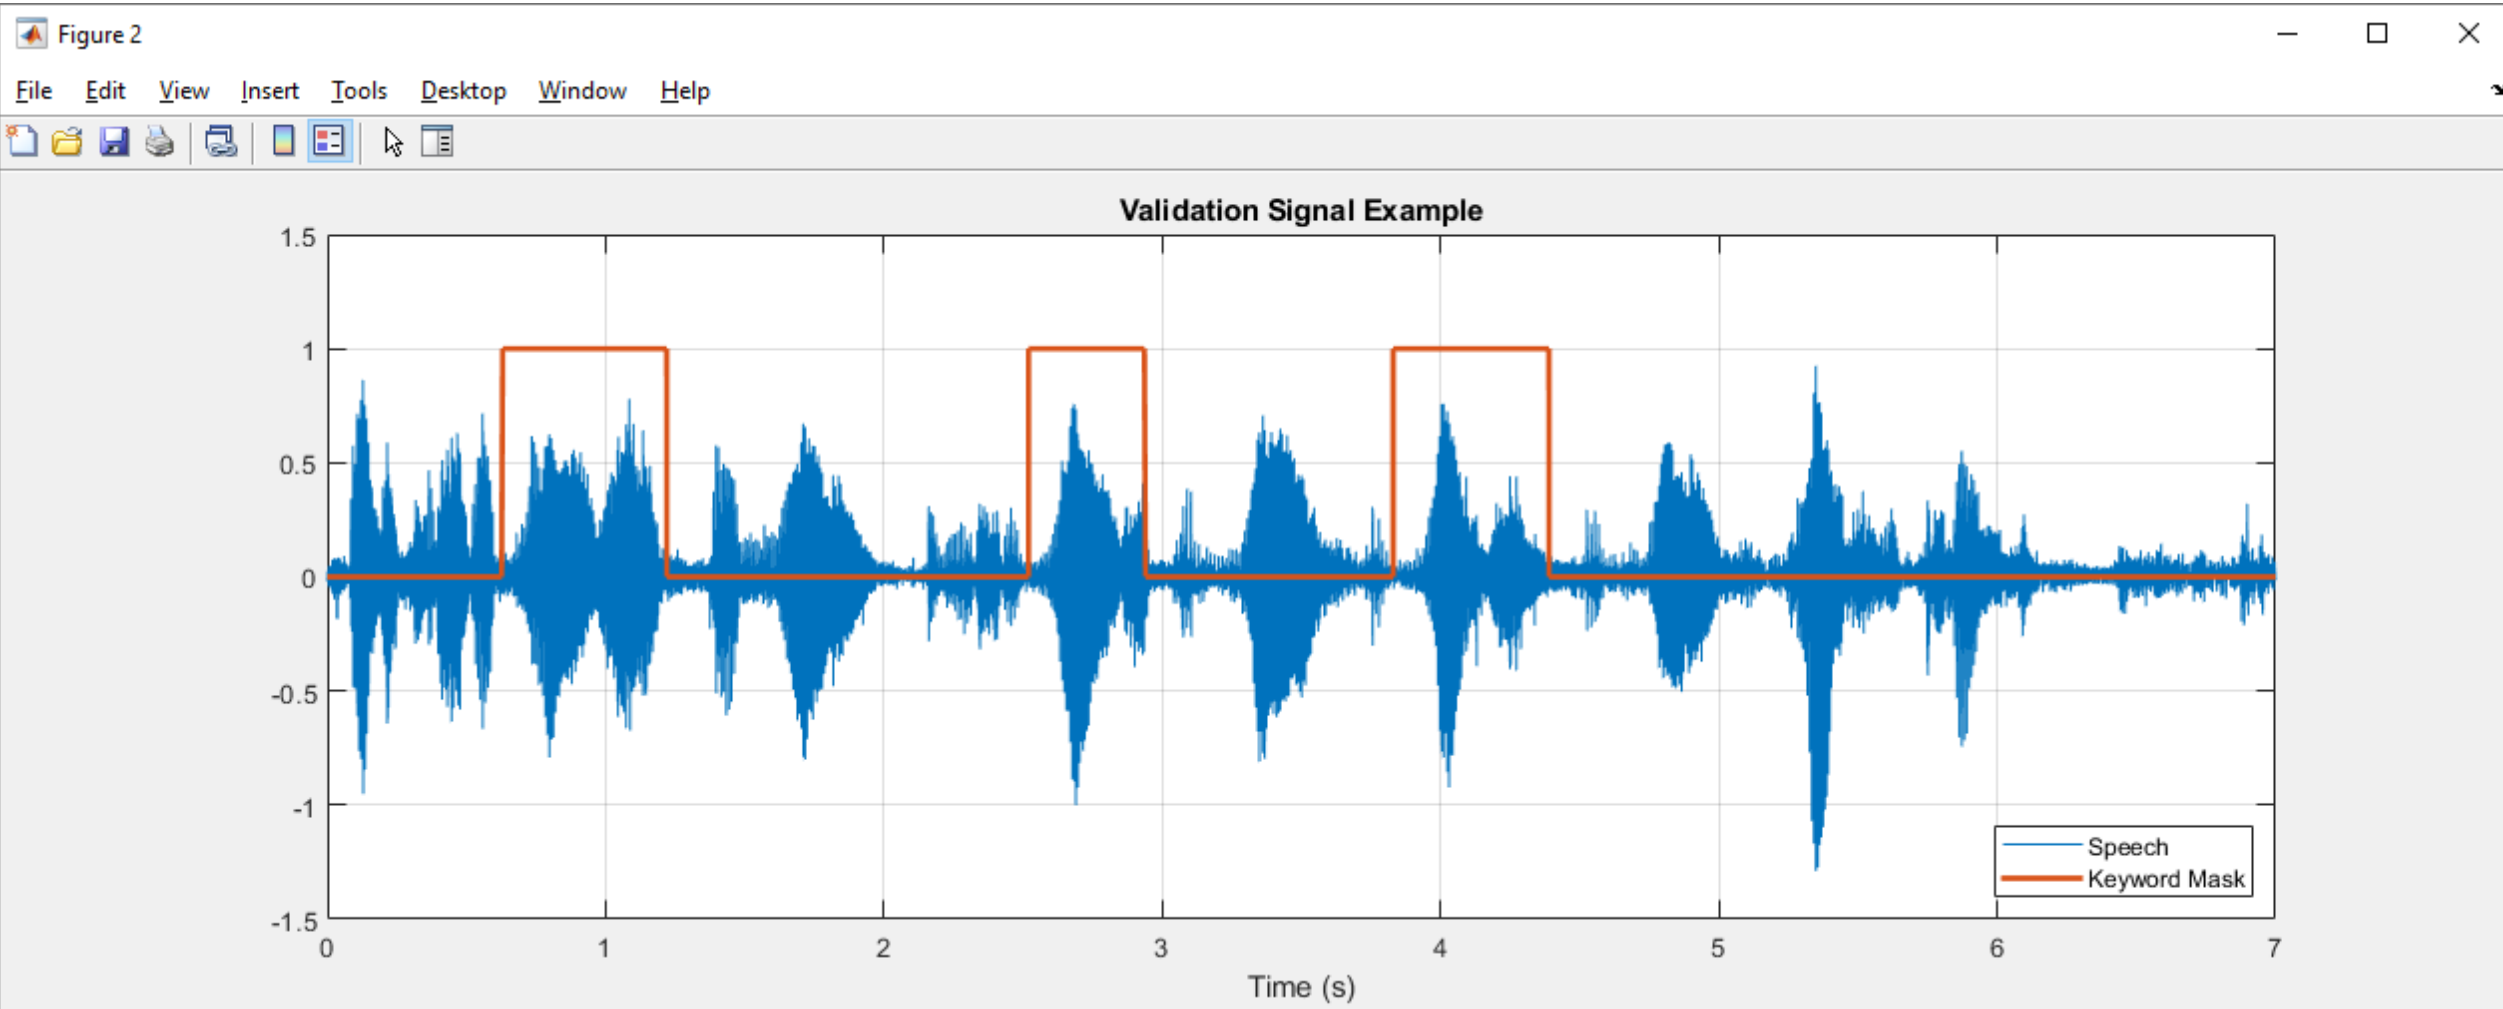 Figure 2
File Edit View Insert Tools Desktop Window Help
Validation Signal Example
1.5
1
0.5
0
-0.5
-1
-1.5
0 1 2 3 4 5 6 7
Time (s)
Speech
Keyword Mask